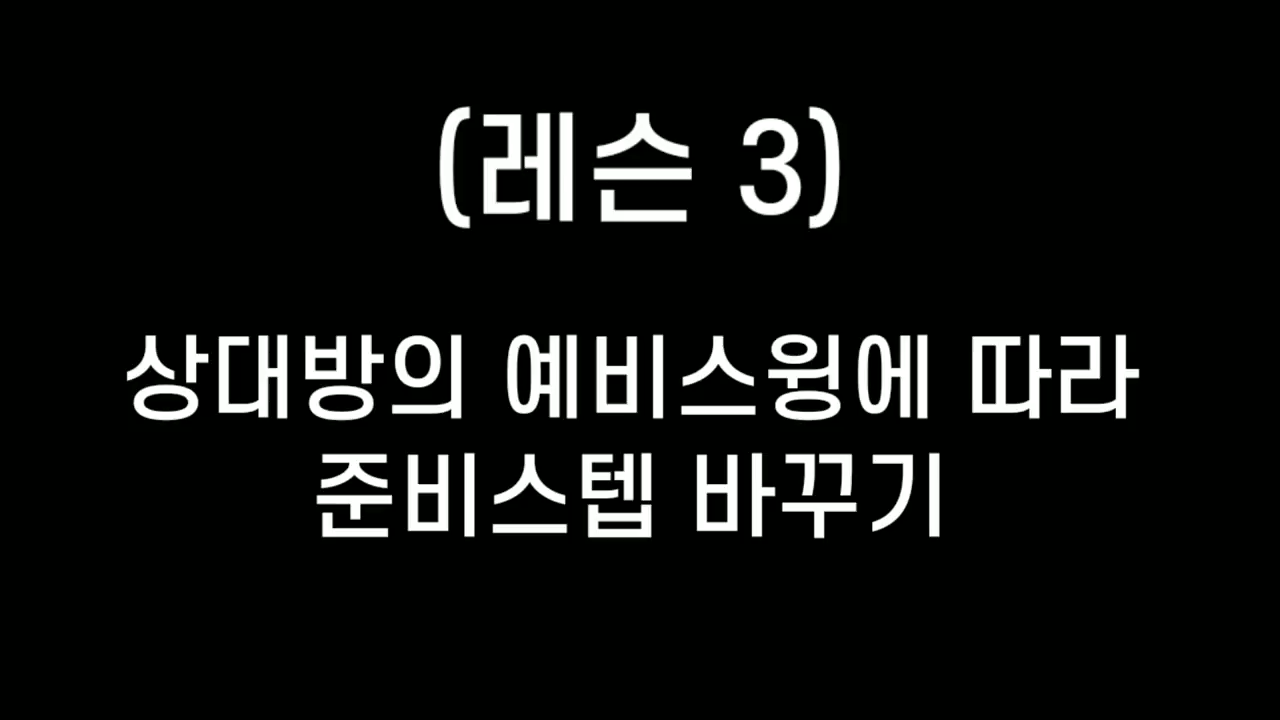 (레슨 3)
상대방의 예비스윙에 따라
준비스텝 바꾸기